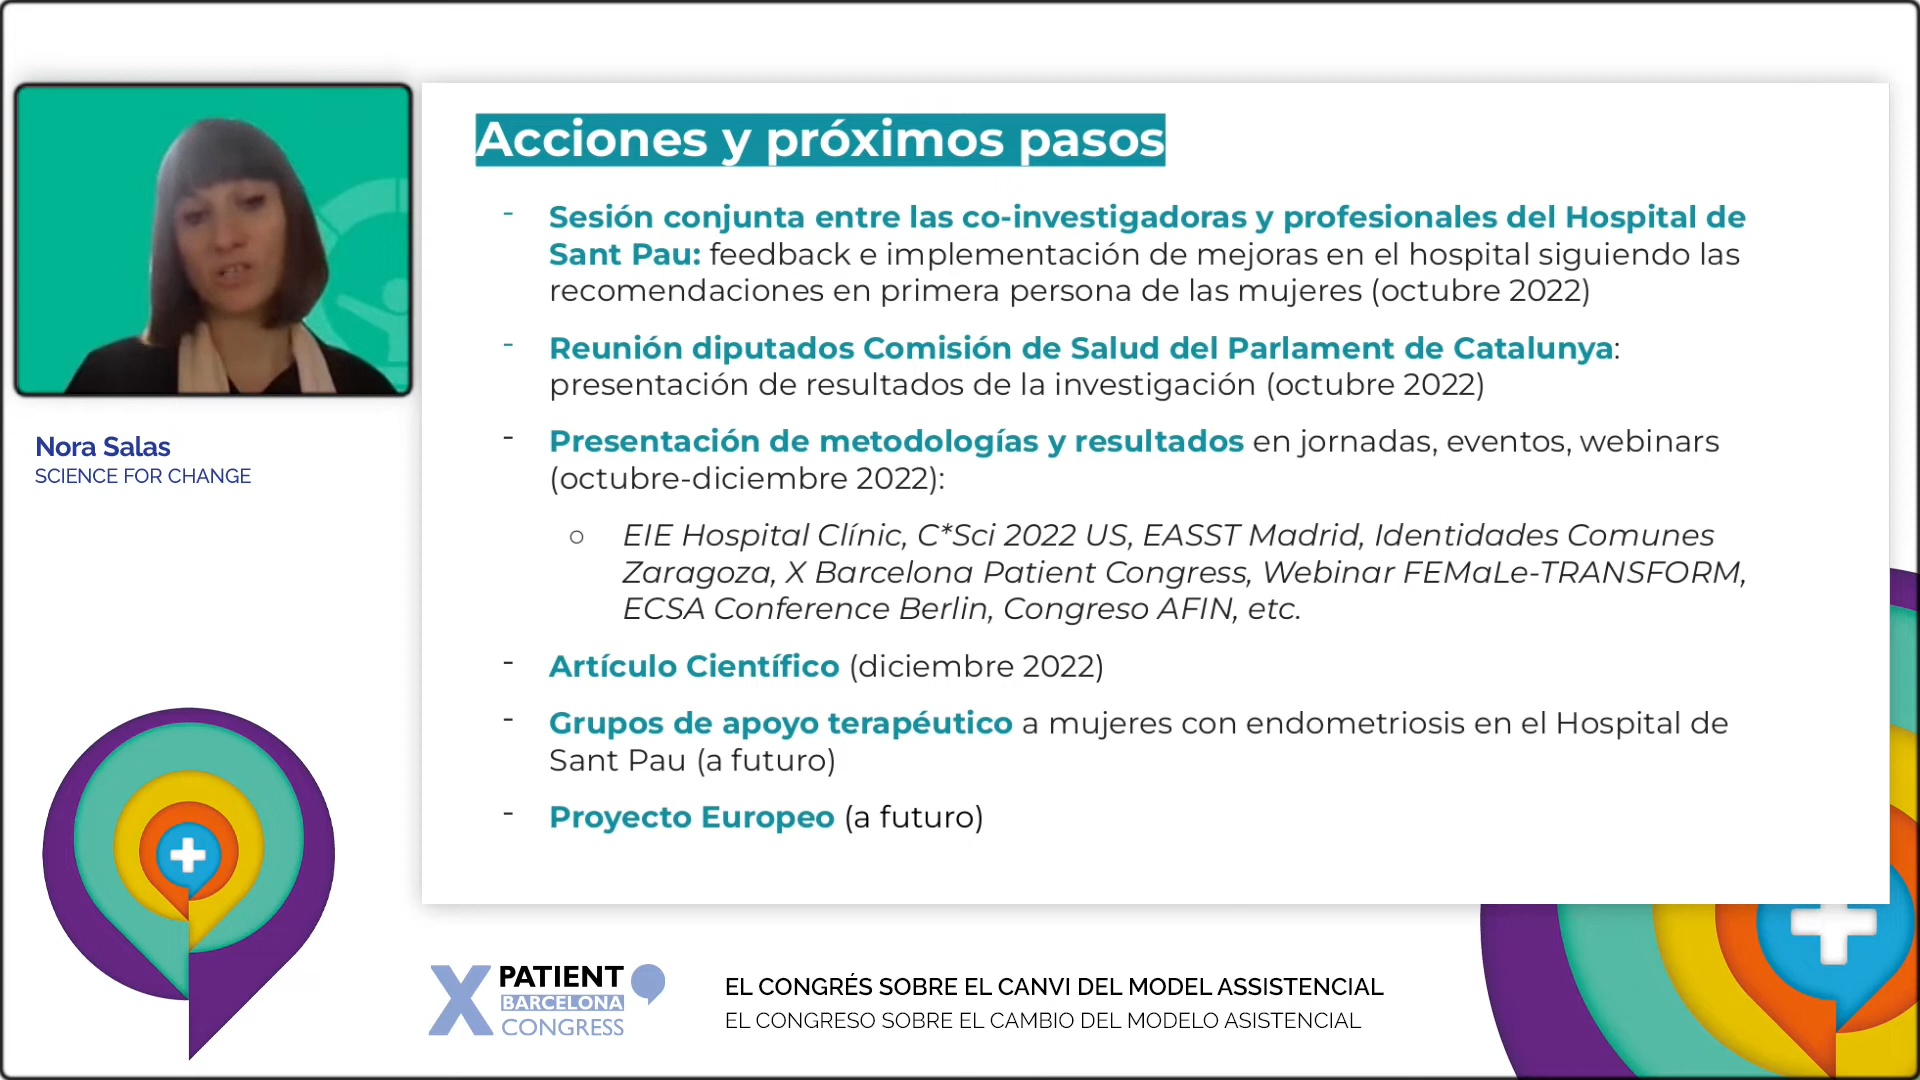 Acciones y próximos pasos
- Sesión conjunta entre las co-investigadoras y profesionales del Hospital de
Sant Pau: feedback e implementación de mejoras en el hospital siguiendo las
recomendaciones en primera persona de las mujeres (octubre 2022)
- Reunión diputados Comisión de Salud del Parlament de Catalunya:
presentación de resultados de la investigación (octubre 2022)
- Presentación de metodologías y resultados en jornadas, eventos, webinars
(octubre-diciembre 2022):
○ EIE Hospital Clínic, C*Sci 2022 US, EASST Madrid, Identidades Comunes
Zaragoza, X Barcelona Patient Congress, Webinar FEMaLe-TRANSFORM,
ECSA Conference Berlin, Congreso AFIN, etc.
- Artículo Científico (diciembre 2022)
- Grupos de apoyo terapéutico a mujeres con endometriosis en el Hospital de
Sant Pau (a futuro)
- Proyecto Europeo (a futuro)
Nora Salas
SCIENCE FOR CHANGE
X PATIENT
BARCELONA
CONGRESS
EL CONGRÉS SOBRE EL CANVI DEL MODEL ASSISTENCIAL
EL CONGRESO SOBRE EL CAMBIO DEL MODELO ASISTENCIAL